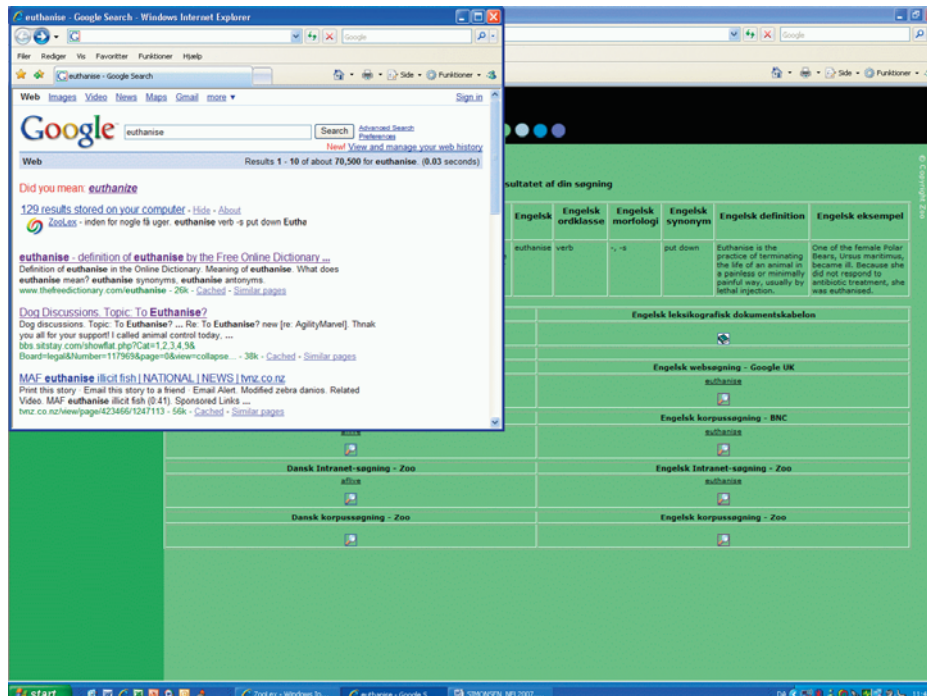 euthanise - Google Search - Windows Internet Explorer
Google
Filer Rediger Vis Favoritter Funktioner Hjælp
euthanise - Google Search
Side Funktioner
Web Images Video News Maps Gmail more ▼ Sign in
Google euthanise Search Advanced Search
Preferences
New! View and manage your web history
Web Results 1 - 10 of about 70,500 for euthanise. (0.03 seconds)
Did you mean: euthanize
129 results stored on your computer - Hide - About
ZooLex - inden for nogle få uger. euthanise verb -s put down Euthe
euthanise - definition of euthanise by the Free Online Dictionary ...
Definition of euthanise in the Online Dictionary. Meaning of euthanise. What does
euthanise mean? euthanise synonyms, euthanise antonyms.
www.thefreedictionary.com/euthanise - 26k - Cached - Similar pages
Dog Discussions. Topic: To Euthanise?
Dog discussions. Topic: To Euthanise? ... Re: To Euthanise? new [re: AgilityMarvel]. Thnak
you all for your support! I called animal control today, ...
bbs.sitstay.com/showflat.php?Cat=1,2,3,4,9&
Board=legal&Number=117969&page=0&view=collapse... - 38k - Cached - Similar pages
MAF euthanise illicit fish | NATIONAL | NEWS | tvnz.co.nz
Print this story · Email this story to a friend · Email Alert. Modified zebra danios. Related
Video. MAF euthanise illicit fish (0:41). Sponsored Links ...
tvnz.co.nz/view/page/423466/1247113 - 56k - Cached - Similar pages
Google
Side Funktioner
© Copyright Zoo
sultatet af din søgning
Engelsk Engelsk ordklasse Engelsk morfologi Engelsk synonym Engelsk definition Engelsk eksempel
euthanise verb -, -s put down
Euthanise is the
practice of terminating
the life of an animal in
a painless or minimally
painful way, usually by
lethal injection.
One of the female Polar
Bears, Ursus maritimus,
became ill. Because she
did not respond to
antibiotic treatment, she
was euthanised.
Engelsk leksikografisk dokumentskabelon
Engelsk websøgning - Google UK
euthanise
Engelsk korpussøgning - BNC
aflive euthanise
Dansk Intranet-søgning - Zoo Engelsk Intranet-søgning - Zoo
aflive euthanise
Dansk korpussøgning - Zoo Engelsk korpussøgning - Zoo
start ZooLex - Windows In... euthanise - Google S... SIMONSEN_NFL2007 DA